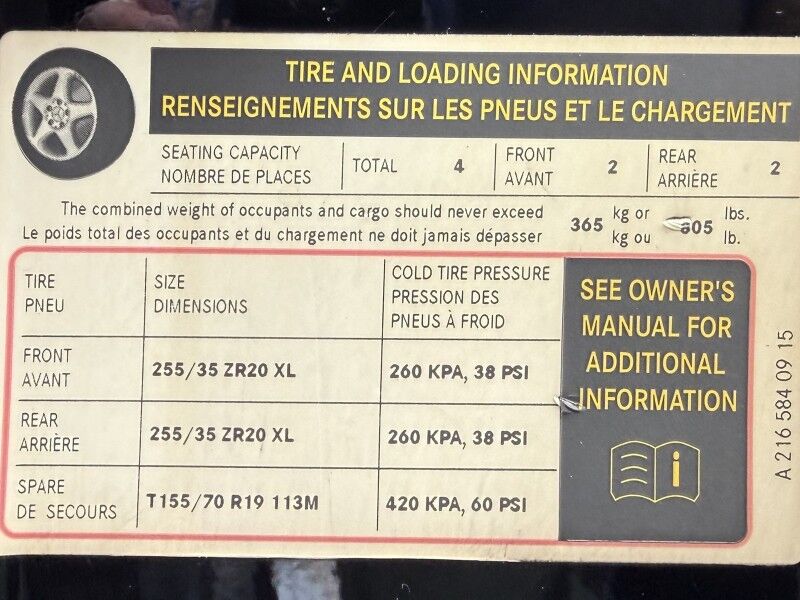 TIRE AND LOADING INFORMATION
RENSEIGNEMENTS SUR LES PNEUS ET LE CHARGEMENT
SEATING CAPACITY
NOMBRE DE PLACES
TOTAL 4
FRONT
AVANT
2
REAR
ARRIÈRE
2
The combined weight of occupants and cargo should never exceed 365 kg or 805 lbs.
Le poids total des occupants et du chargement ne doit jamais dépasser kg ou lb.
TIRE
PNEU
SIZE
DIMENSIONS
COLD TIRE PRESSURE
PRESSION DES
PNEUS À FROID
FRONT
AVANT
255/35 ZR20 XL
260 KPA, 38 PSI
REAR
ARRIÈRE
255/35 ZR20 XL
260 KPA, 38 PSI
SPARE
DE SECOURS
T155/70 R19 113M
420 KPA, 60 PSI
SEE OWNER'S
MANUAL FOR
ADDITIONAL
INFORMATION
i
A 216 584 09 15